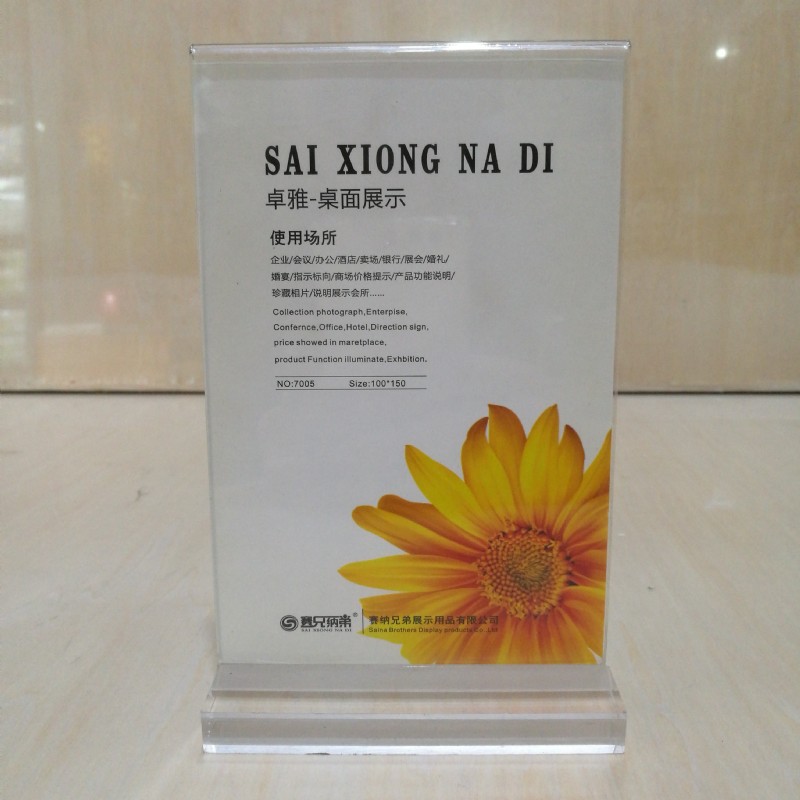 SAI XIONG NA DI
卓雅-桌面展示
使用场所
企业/会议/办公/酒店/卖场/银行/展会/婚礼/
婚宴/指示标向/商场价格提示/产品功能说明/
珍藏相片/说明展示会所......
Collection photograph,Enterpise,
Confernce,Office,Hotel,Direction sign,
price showed in maretplace,
product Function illuminate,Exhbition.
NO:7005 Size:100*150
赛兄纳弟® 赛纳兄弟展示用品有限公司
SAI XIONG NA DI Saina Brothers Display products Co.,Ltd